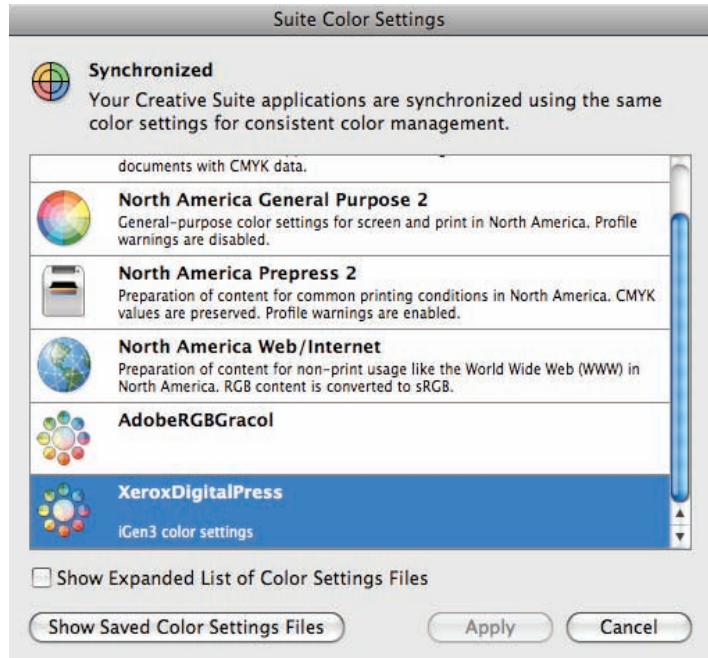 Suite Color Settings
Synchronized
Your Creative Suite applications are synchronized using the same
color settings for consistent color management.
documents with CMYK data.
North America General Purpose 2
General-purpose color settings for screen and print in North America. Profile
warnings are disabled.
North America Prepress 2
Preparation of content for common printing conditions in North America. CMYK
values are preserved. Profile warnings are enabled.
North America Web/Internet
Preparation of content for non-print usage like the World Wide Web (WWW) in
North America. RGB content is converted to sRGB.
AdobeRGBGracol
XeroxDigitalPress
iGen3 color settings
Show Expanded List of Color Settings Files
Show Saved Color Settings Files
Apply
Cancel